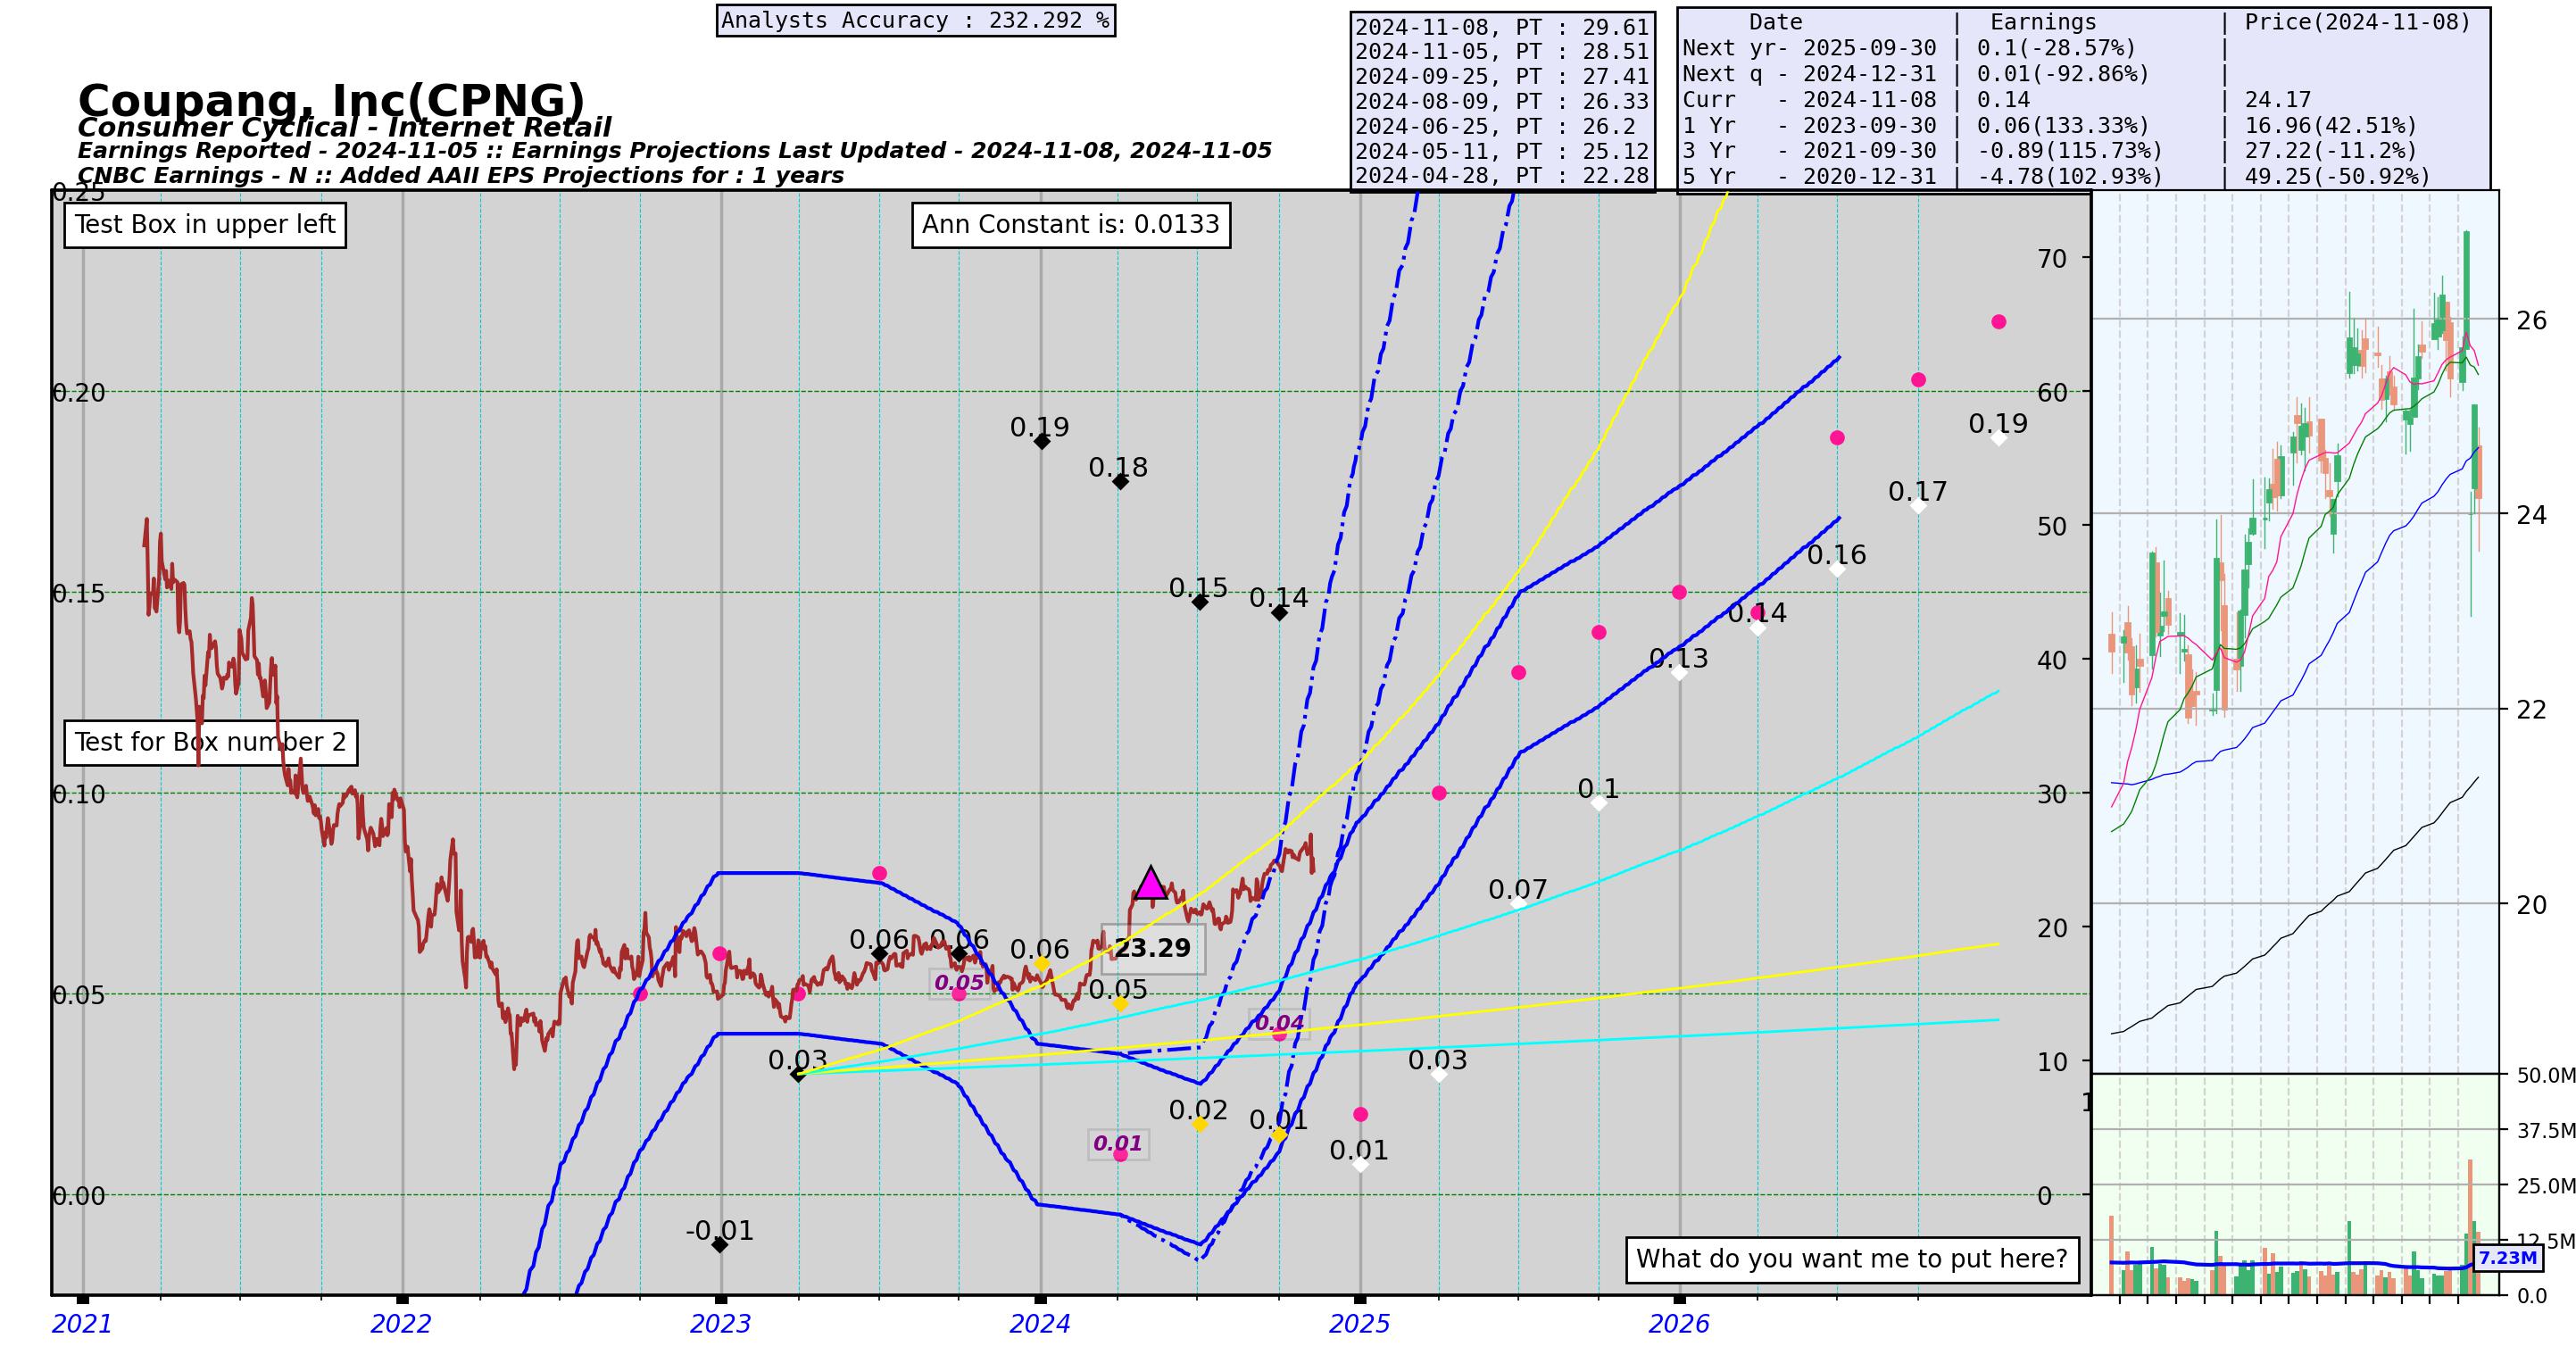 Analysts Accuracy : 232.292 %
2024-11-08, PT : 29.61
2024-11-05, PT : 28.51
2024-09-25, PT : 27.41
2024-08-09, PT : 26.33
2024-06-25, PT : 26.2
2024-05-11, PT : 25.12
2024-04-28, PT : 22.28
Date | Earnings | Price(2024-11-08)
Next yr- 2025-09-30 | 0.1(-28.57%) |
Next q - 2024-12-31 | 0.01(-92.86%) |
Curr - 2024-11-08 | 0.14 | 24.17
1 Yr - 2023-09-30 | 0.06(133.33%) | 16.96(42.51%)
3 Yr - 2021-09-30 | -0.89(115.73%) | 27.22(-11.2%)
5 Yr - 2020-12-31 | -4.78(102.93%) | 49.25(-50.92%)
Coupang, Inc(CPNG)
Consumer Cyclical - Internet Retail
Earnings Reported - 2024-11-05 :: Earnings Projections Last Updated - 2024-11-08, 2024-11-05
CNBC Earnings - N :: Added AAII EPS Projections for : 1 years
0.25
Test Box in upper left
Ann Constant is: 0.0133
70
26
0.20
60
0.19
0.19
0.18
0.17
50
24
0.16
0.15
0.15
0.14
0.14
0.13
40
22
Test for Box number 2
0.10
0.1
30
0.07
20
20
0.06
0.06
0.06
23.29
0.05
0.05
0.05
0.04
0.03
0.03
10
50.0M
1
0.02
0.01
0.01
0.01
37.5M
0.00
0
25.0M
-0.01
12.5M
7.23M
What do you want me to put here?
0.0
2021
2022
2023
2024
2025
2026